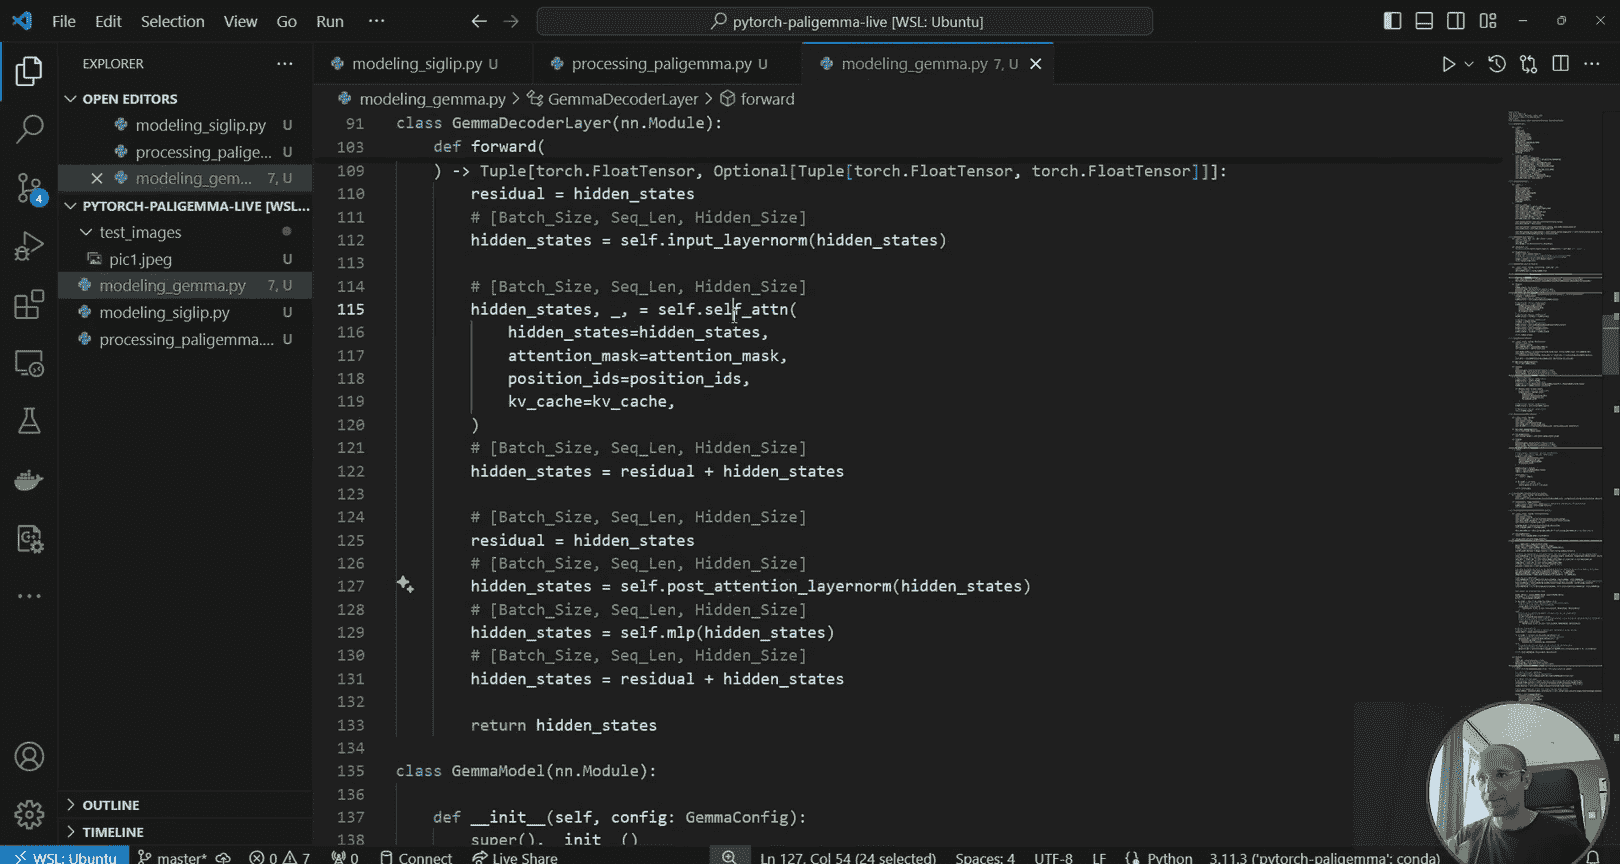 File Edit Selection View Go Run ··· pytorch-paligemma-live [WSL: Ubuntu]
EXPLORER ···
OPEN EDITORS
modeling_siglip.py U
processing_palige... U
modeling_gem... 7, U
PYTORCH-PALIGEMMA-LIVE [WSL...
test_images
pic1.jpeg U
modeling_gemma.py 7, U
modeling_siglip.py U
processing_paligemma.... U
OUTLINE
TIMELINE
4
modeling_siglip.py U processing_paligemma.py U modeling_gemma.py 7, U
modeling_gemma.py > GemmaDecoderLayer > forward
91 class GemmaDecoderLayer(nn.Module):
103 def forward(
109 ) -> Tuple[torch.FloatTensor, Optional[Tuple[torch.FloatTensor, torch.FloatTensor]]]:
110 residual = hidden_states
111 # [Batch_Size, Seq_Len, Hidden_Size]
112 hidden_states = self.input_layernorm(hidden_states)
113
114 # [Batch_Size, Seq_Len, Hidden_Size]
115 hidden_states, _, = self.self_attn(
116 hidden_states=hidden_states,
117 attention_mask=attention_mask,
118 position_ids=position_ids,
119 kv_cache=kv_cache,
120 )
121 # [Batch_Size, Seq_Len, Hidden_Size]
122 hidden_states = residual + hidden_states
123
124 # [Batch_Size, Seq_Len, Hidden_Size]
125 residual = hidden_states
126 # [Batch_Size, Seq_Len, Hidden_Size]
127 hidden_states = self.post_attention_layernorm(hidden_states)
128 # [Batch_Size, Seq_Len, Hidden_Size]
129 hidden_states = self.mlp(hidden_states)
130 # [Batch_Size, Seq_Len, Hidden_Size]
131 hidden_states = residual + hidden_states
132
133 return hidden_states
134
135 class GemmaModel(nn.Module):
136
137 def __init__(self, config: GemmaConfig):
138 super().__init__()
WSL: Ubuntu master* 0 7 0 Connect Live Share Ln 127, Col 54 (24 selected) Spaces: 4 UTF-8 LF Python 3.11.3 ('pytorch-paligemma': conda)